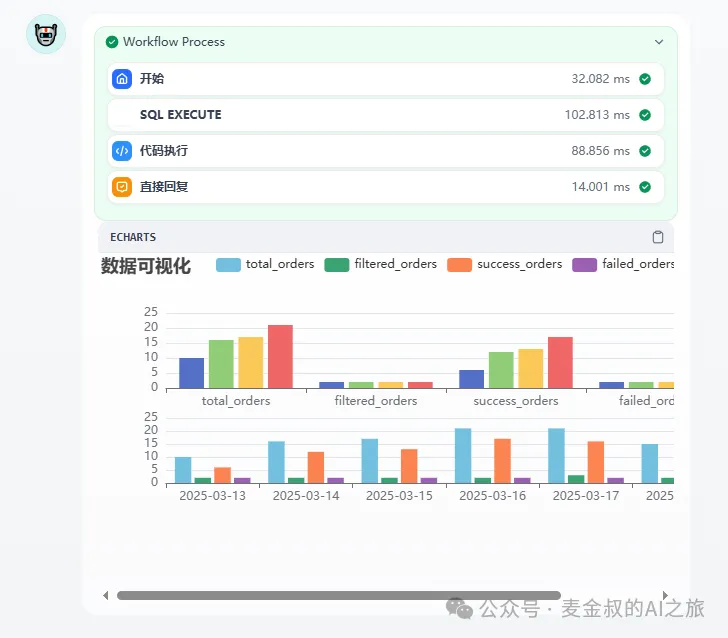 Workflow Process
开始 32.082 ms
SQL EXECUTE 102.813 ms
代码执行 88.856 ms
直接回复 14.001 ms
ECHARTS
数据可视化 total_orders filtered_orders success_orders failed_orders
25
20
15
10
5
0
total_orders filtered_orders success_orders failed_ord
25
20
15
10
5
0
2025-03-13 2025-03-14 2025-03-15 2025-03-16 2025-03-17 2025
公众号 · 麦金叔的AI之旅